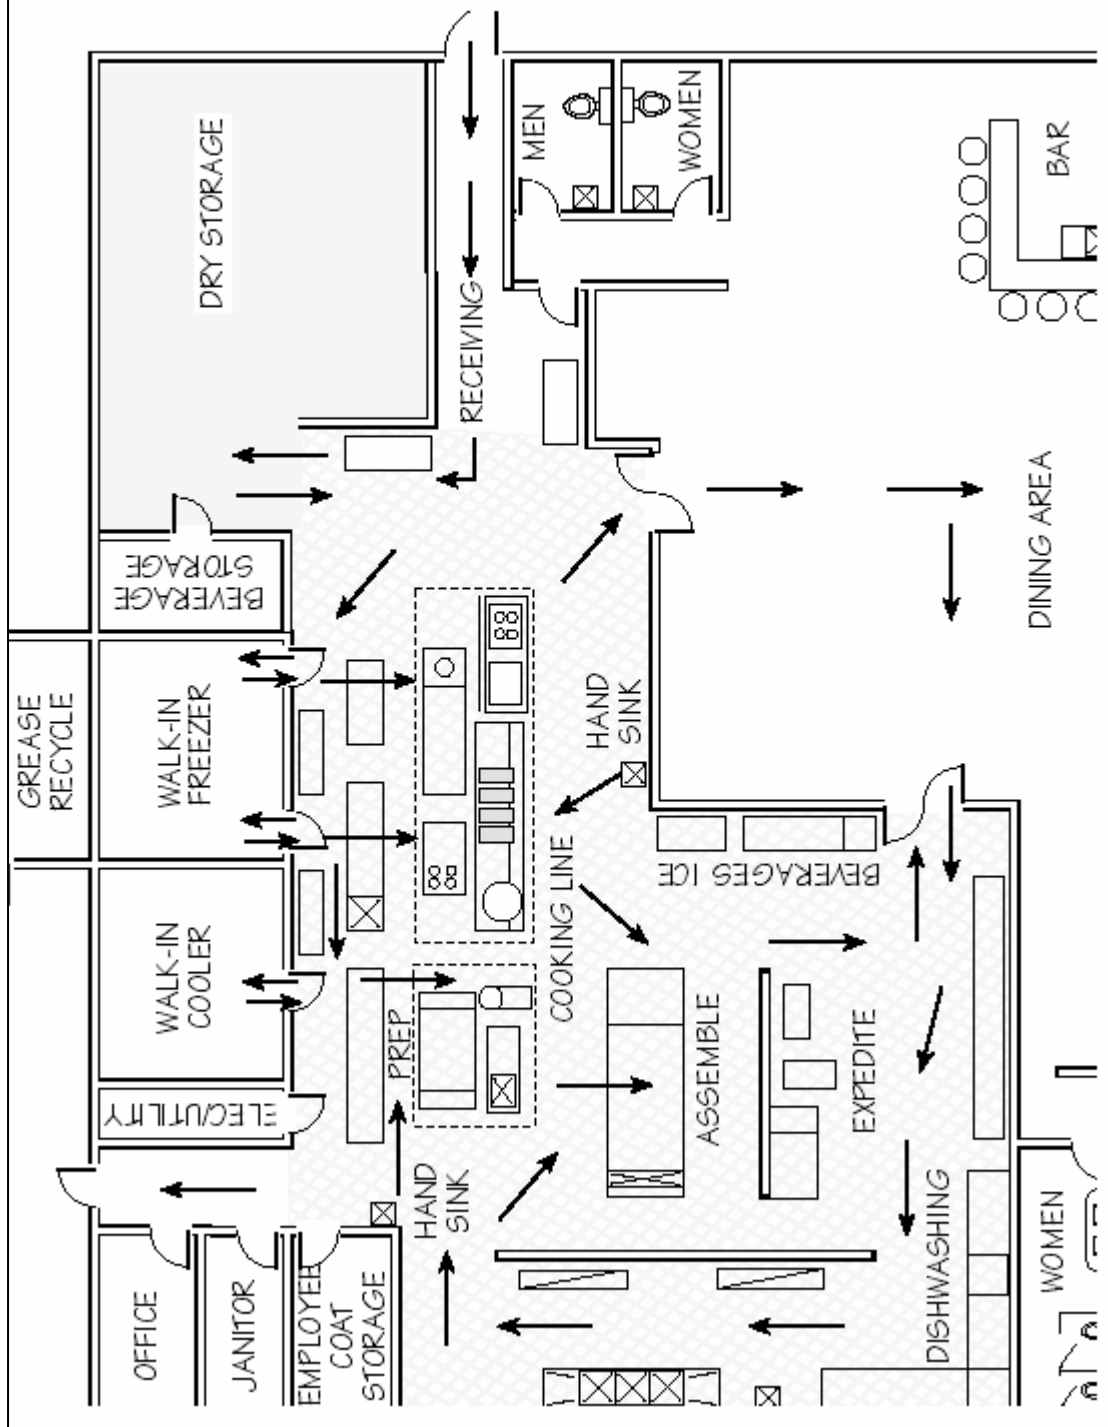 MEN
WOMEN
BAR
DRY STORAGE
RECEIVING
DINING AREA
BEVERAGE
STORAGE
GREASE
RECYCLE
WALK-IN
FREEZER
HAND
SINK
COOKING LINE
BEVERAGES ICE
WALK-IN
COOLER
PREP
ASSEMBLE
EXPEDITE
ELEC/UTILITY
HAND
SINK
DISHWASHING
WOMEN
OFFICE
JANITOR
EMPLOYEE
COAT
STORAGE